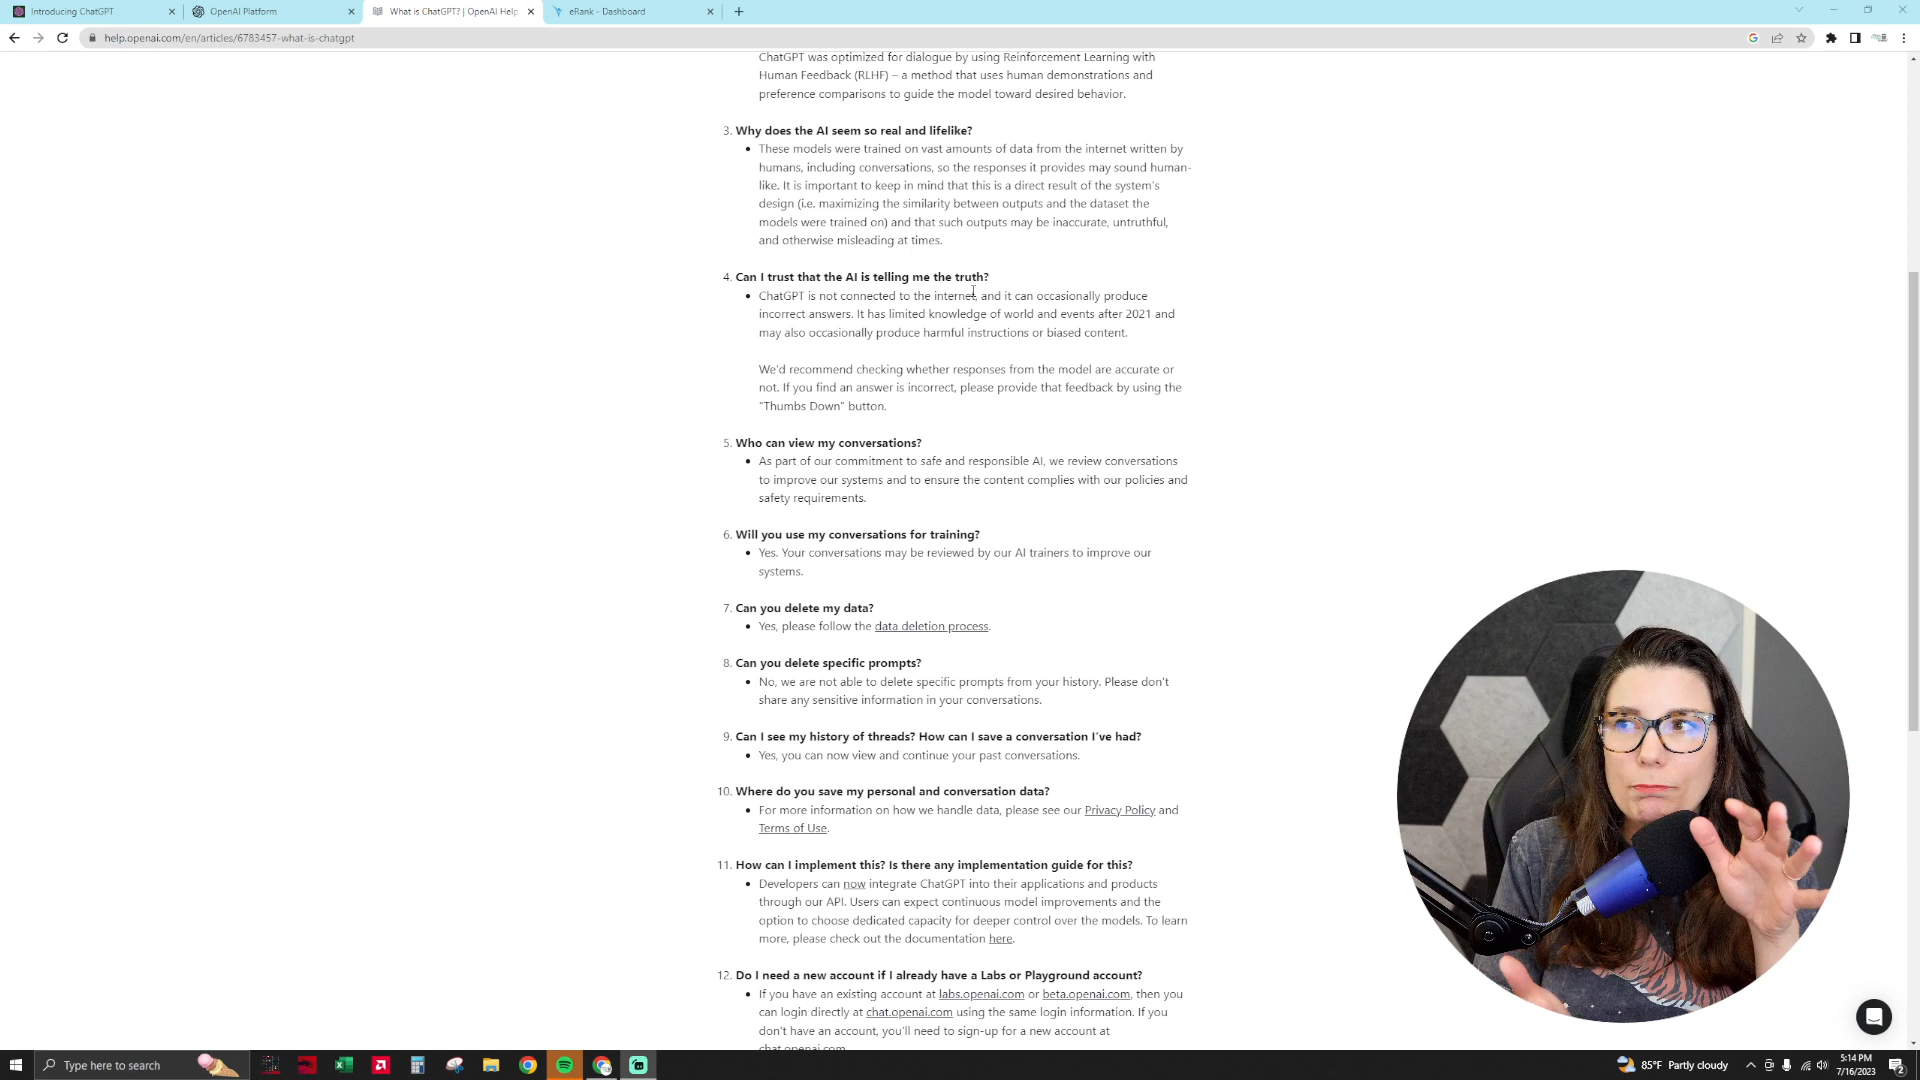 Introducing ChatGPT
OpenAI Platform
What is ChatGPT? | OpenAI Help
eRank - Dashboard
help.openai.com/en/articles/6783457-what-is-chatgpt
ChatGPT was optimized for dialogue by using Reinforcement Learning with
Human Feedback (RLHF) – a method that uses human demonstrations and
preference comparisons to guide the model toward desired behavior.
3. Why does the AI seem so real and lifelike?
• These models were trained on vast amounts of data from the internet written by
humans, including conversations, so the responses it provides may sound human-
like. It is important to keep in mind that this is a direct result of the system's
design (i.e. maximizing the similarity between outputs and the dataset the
models were trained on) and that such outputs may be inaccurate, untruthful,
and otherwise misleading at times.
4. Can I trust that the AI is telling me the truth?
• ChatGPT is not connected to the internet, and it can occasionally produce
incorrect answers. It has limited knowledge of world and events after 2021 and
may also occasionally produce harmful instructions or biased content.
We'd recommend checking whether responses from the model are accurate or
not. If you find an answer is incorrect, please provide that feedback by using the
"Thumbs Down" button.
5. Who can view my conversations?
• As part of our commitment to safe and responsible AI, we review conversations
to improve our systems and to ensure the content complies with our policies and
safety requirements.
6. Will you use my conversations for training?
• Yes. Your conversations may be reviewed by our AI trainers to improve our
systems.
7. Can you delete my data?
• Yes, please follow the data deletion process.
8. Can you delete specific prompts?
• No, we are not able to delete specific prompts from your history. Please don't
share any sensitive information in your conversations.
9. Can I see my history of threads? How can I save a conversation I've had?
• Yes, you can now view and continue your past conversations.
10. Where do you save my personal and conversation data?
• For more information on how we handle data, please see our Privacy Policy and
Terms of Use.
11. How can I implement this? Is there any implementation guide for this?
• Developers can now integrate ChatGPT into their applications and products
through our API. Users can expect continuous model improvements and the
option to choose dedicated capacity for deeper control over the models. To learn
more, please check out the documentation here.
12. Do I need a new account if I already have a Labs or Playground account?
• If you have an existing account at labs.openai.com or beta.openai.com, then you
can login directly at chat.openai.com using the same login information. If you
don't have an account, you'll need to sign-up for a new account at
chat.openai.com.
Type here to search
85°F Partly cloudy
5:14 PM
7/16/2023
2